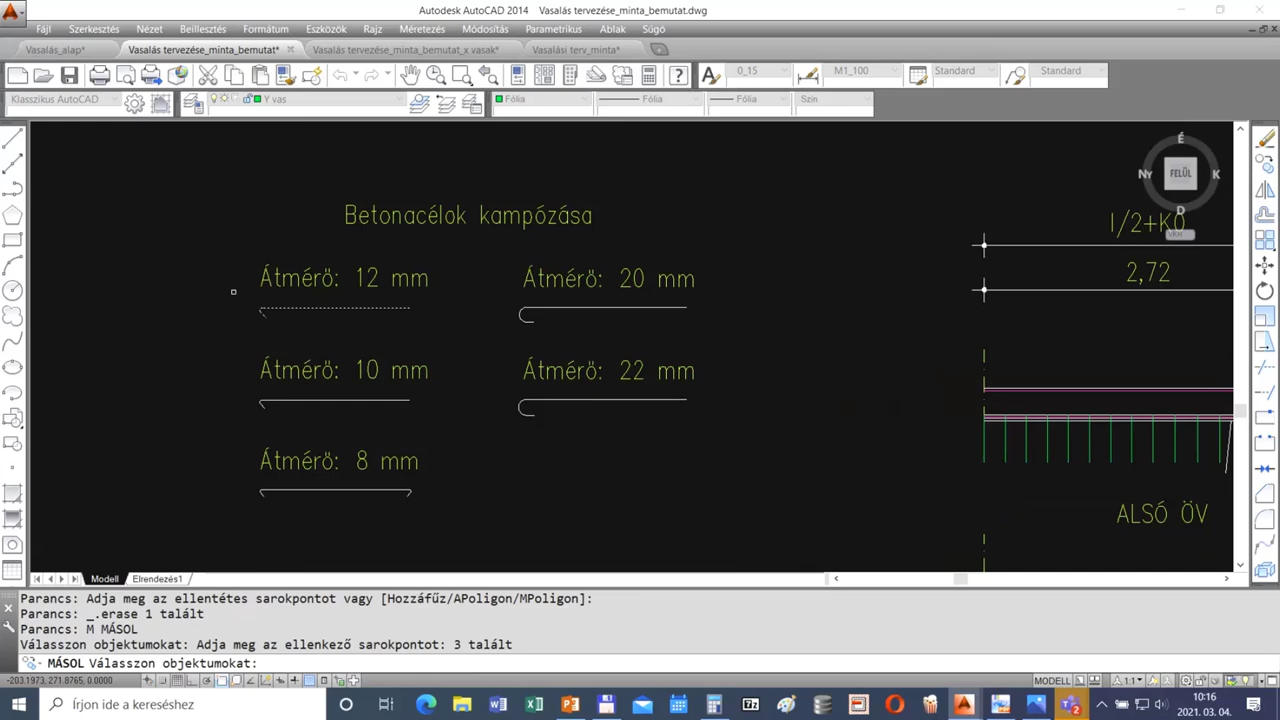 Autodesk AutoCAD 2014 Vasalás tervezése_minta_bemutat.dwg
Fájl Szerkesztés Nézet Beillesztés Formátum Eszközök Rajz Méretezés Módosítás Parametrikus Ablak Súgó
Vasalás_alap* Vasalás tervezése_minta_bemutat* Vasalás tervezése_minta_bemutat_x vasak* Vasalási terv_minta*
0_15 M1_100 Standard Standard
Klasszikus AutoCAD Y vas Fólia Fólia Fólia Szín
É
Ny FELÜL K
D
VKR
Betonacélok kampózása
l/2+K0
Átmérő: 12 mm Átmérő: 20 mm
2,72
Átmérő: 10 mm Átmérő: 22 mm
Átmérő: 8 mm
ALSÓ ÖV
Modell Elrendezés1
Parancs: Adja meg az ellentétes sarokpontot vagy [Hozzáfűz/APoligon/MPoligon]:
Parancs: _.erase 1 talált
Parancs: M MÁSOL
Válasszon objektumokat: Adja meg az ellenkező sarokpontot: 3 talált
MÁSOL Válasszon objektumokat:
-203.1973, 271.8765, 0.0000 MODELL 1:1
Írjon ide a kereséshez
10:16
2021. 03. 04.